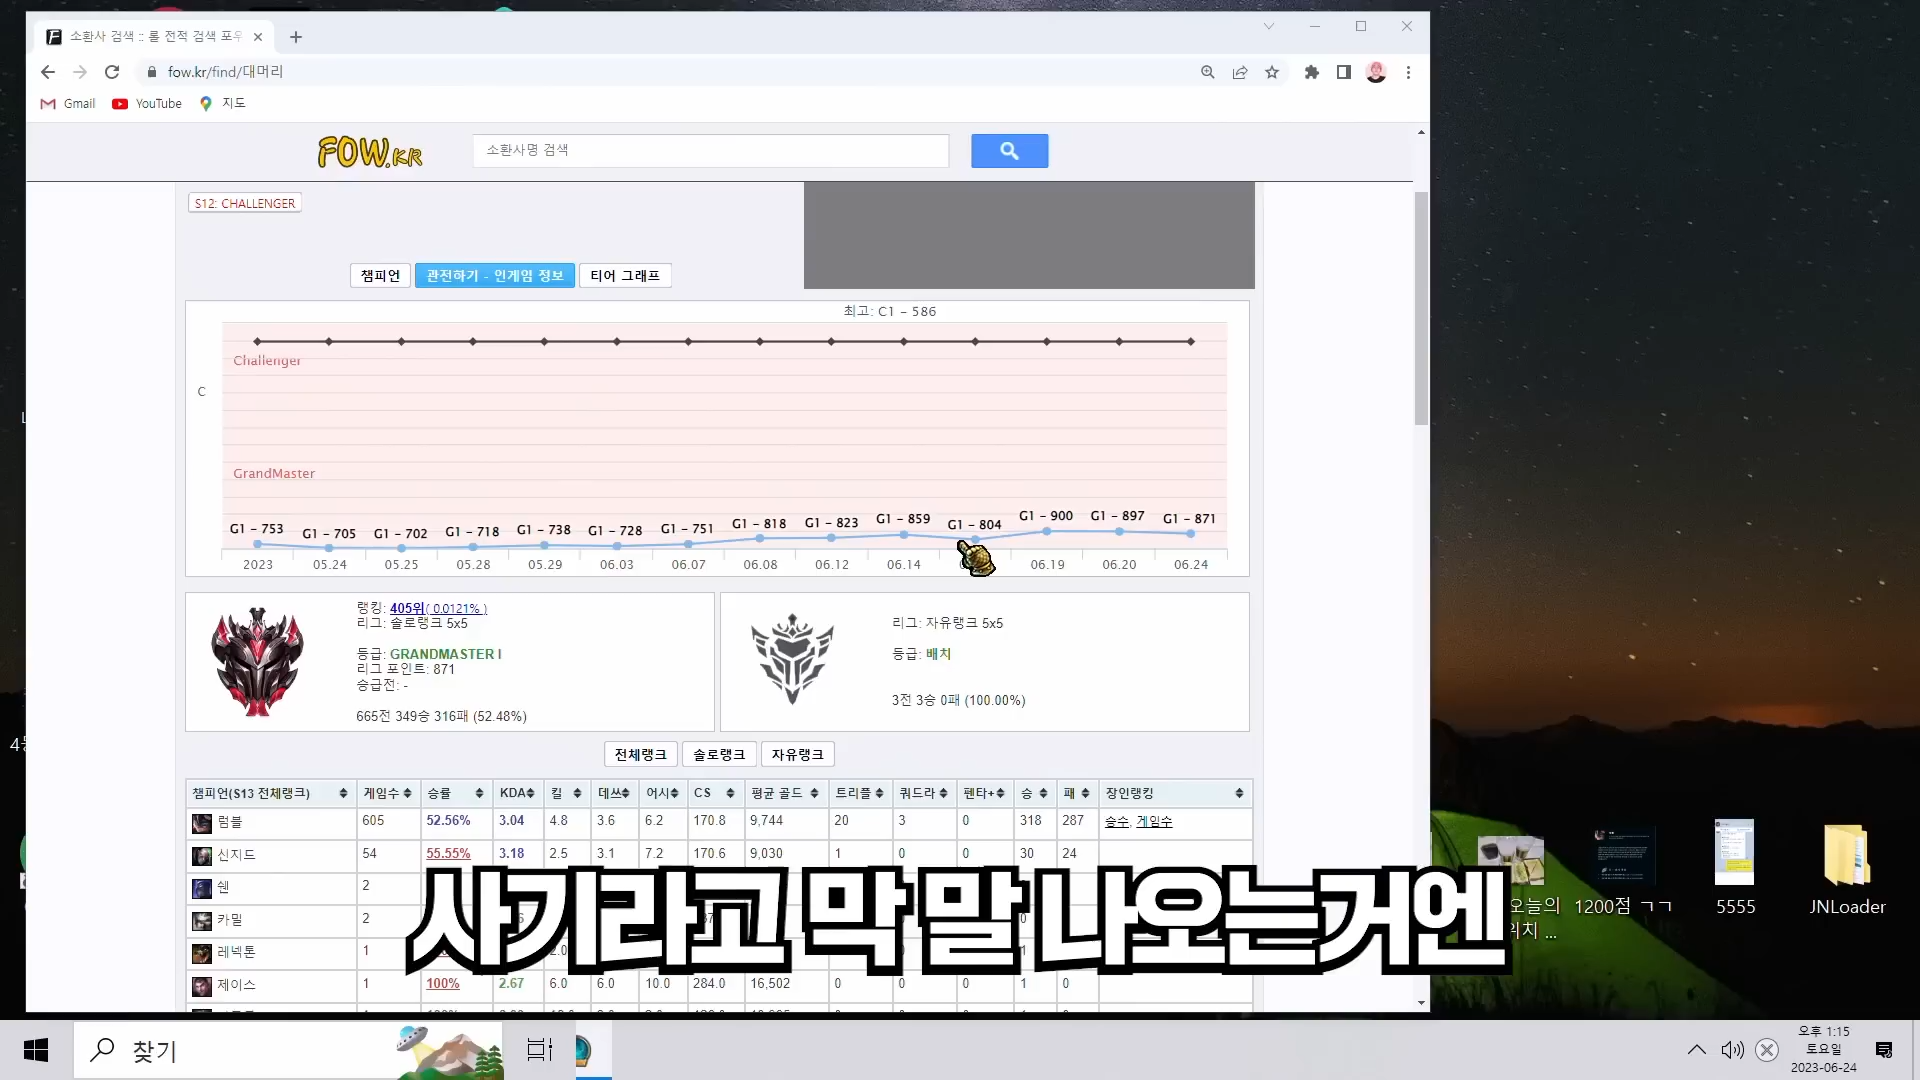 소환사 검색 :: 롤 전적 검색 포우
fow.kr/find/대머리
Gmail
YouTube
지도
FOW.KR
소환사명 검색
S12: CHALLENGER
챔피언
관전하기 - 인게임 정보
티어 그래프
최고: C1 – 586
Challenger
C
GrandMaster
G1 – 753
G1 – 705
G1 – 702
G1 – 718
G1 – 738
G1 – 728
G1 – 751
G1 – 818
G1 – 823
G1 – 859
G1 – 804
G1 – 900
G1 – 897
G1 – 871
2023 05.24 05.25 05.28 05.29 06.03 06.07 06.08 06.12 06.14 06.19 06.20 06.24
랭킹: 405위( 0.0121% )
리그: 솔로랭크 5x5
등급: GRANDMASTER I
리그 포인트: 871
승급전: -
665전 349승 316패 (52.48%)
리그: 자유랭크 5x5
등급: 배치
3전 3승 0패 (100.00%)
전체랭크
솔로랭크
자유랭크
챔피언(S13 전체랭크) 게임수 승률 KDA 킬 데쓰 어시 CS 평균 골드 트리플 쿼드라 펜타+ 승 패 장인랭킹
럼블 605 52.56% 3.04 4.8 3.6 6.2 170.8 9,744 20 3 0 318 287 승수, 게임수
신지드 54 55.55% 3.18 2.5 3.1 7.2 170.6 9,030 1 0 0 30 24
쉔 2
카밀 2
레넥톤 1
제이스 1 100% 2.67 6.0 6.0 10.0 284.0 16,502 0 0 0 1 0
사기라고 막 말 나오는거엔
오늘의
위치 ...
1200점 ㄱㄱ
5555
JNLoader
찾기
오후 1:15
토요일
2023-06-24